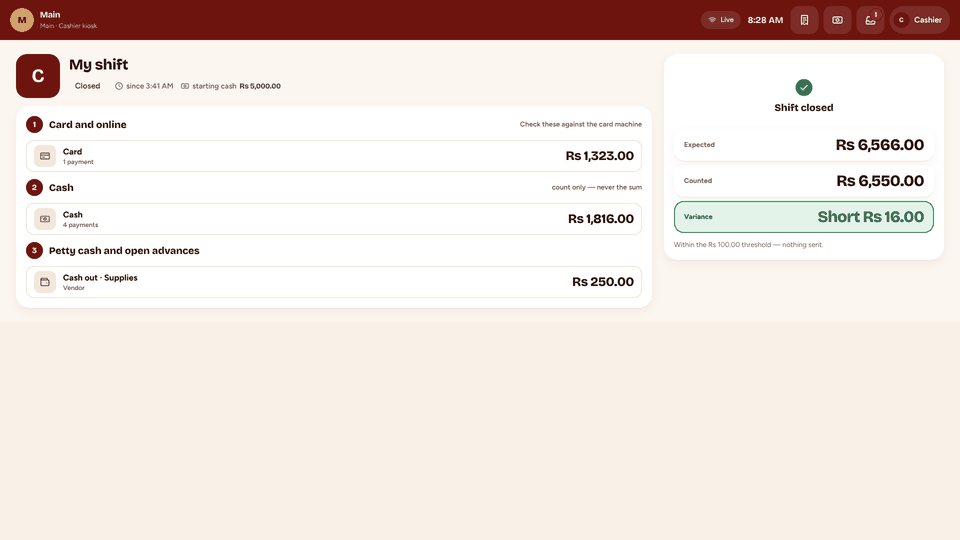 M
Main
Main · Cashier kiosk
Live
8:28 AM
1
C
Cashier
C
My shift
Closed
since 3:41 AM
starting cash Rs 5,000.00
1
Card and online
Check these against the card machine
Card
1 payment
Rs 1,323.00
2
Cash
count only — never the sum
Cash
4 payments
Rs 1,816.00
3
Petty cash and open advances
Cash out · Supplies
Vendor
Rs 250.00
Shift closed
Expected
Rs 6,566.00
Counted
Rs 6,550.00
Variance
Short Rs 16.00
Within the Rs 100.00 threshold — nothing sent.